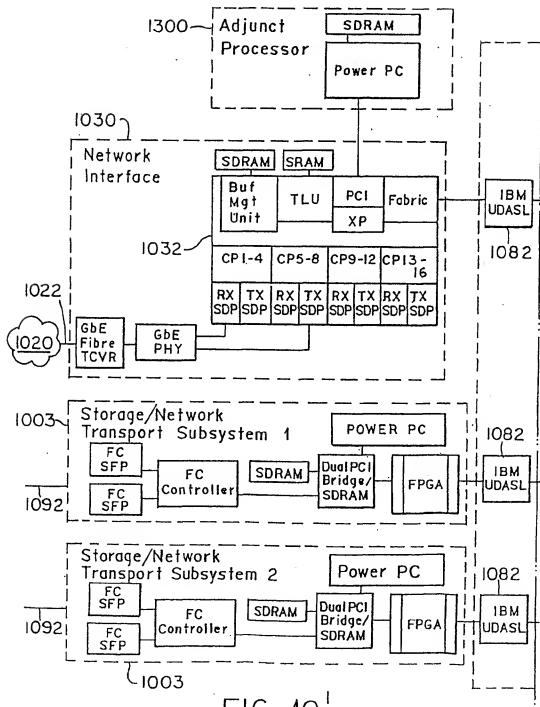 1300
Adjunct
Processor
SDRAM
Power PC
1030
Network
Interface
SDRAM
SRAM
Buf
Mgt
Unit
TLU
PCI
XP
Fabric
1032
CP1-4
CP5-8
CP9-12
CP13-
16
RX
SDP
TX
SDP
RX
SDP
TX
SDP
RX
SDP
TX
SDP
RX
SDP
TX
SDP
1022
1020
GbE
Fibre
TCVR
GbE
PHY
IBM
UDASL
1082
1003
Storage/Network
Transport Subsystem 1
POWER PC
FC
SFP
FC
SFP
FC
Controller
SDRAM
Dual PCI
Bridge/
SDRAM
FPGA
1082
IBM
UDASL
1092
Storage/Network
Transport Subsystem 2
Power PC
FC
SFP
FC
SFP
FC
Controller
SDRAM
Dual PCI
Bridge/
SDRAM
FPGA
1082
IBM
UDASL
1092
1003